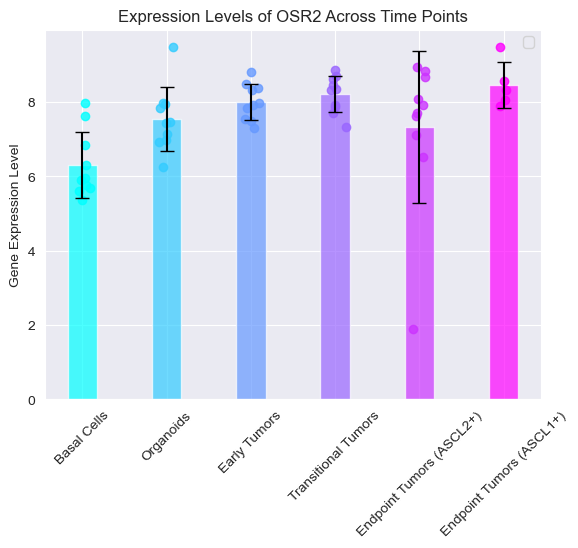 Expression Levels of OSR2 Across Time Points
Gene Expression Level
8
6
4
2
0
Basal Cells
Organoids
Early Tumors
Transitional Tumors
Endpoint Tumors (ASCL2+)
Endpoint Tumors (ASCL1+)